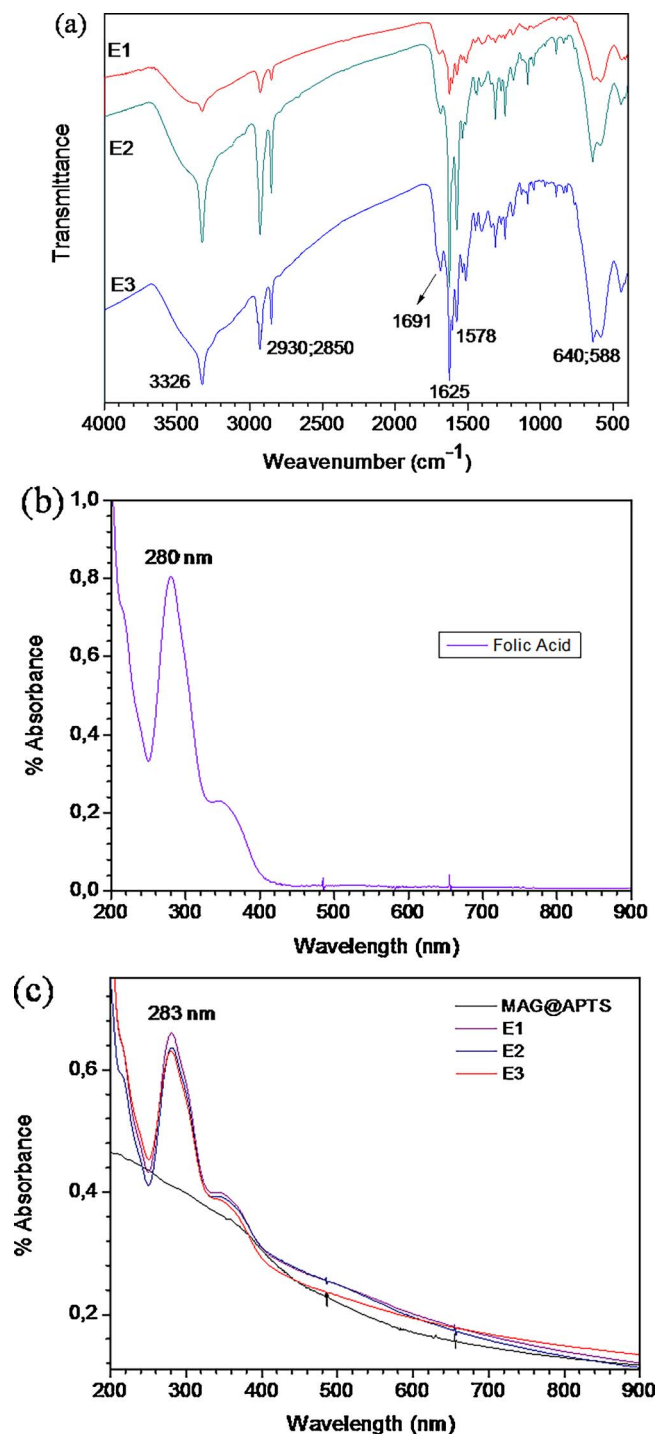 (a)
E1
E2
E3
Transmittance
3326
2930;2850
1691
1578
1625
640;588
4000 3500 3000 2500 2000 1500 1000 500
Weavenumber (cm⁻¹)
(b)
1,0
0,8
0,6
0,4
0,2
0,0
% Absorbance
280 nm
Folic Acid
200 300 400 500 600 700 800 900
Wavelength (nm)
(c)
0,6
0,4
0,2
% Absorbance
283 nm
MAG@APTS
E1
E2
E3
200 300 400 500 600 700 800 900
Wavelength (nm)